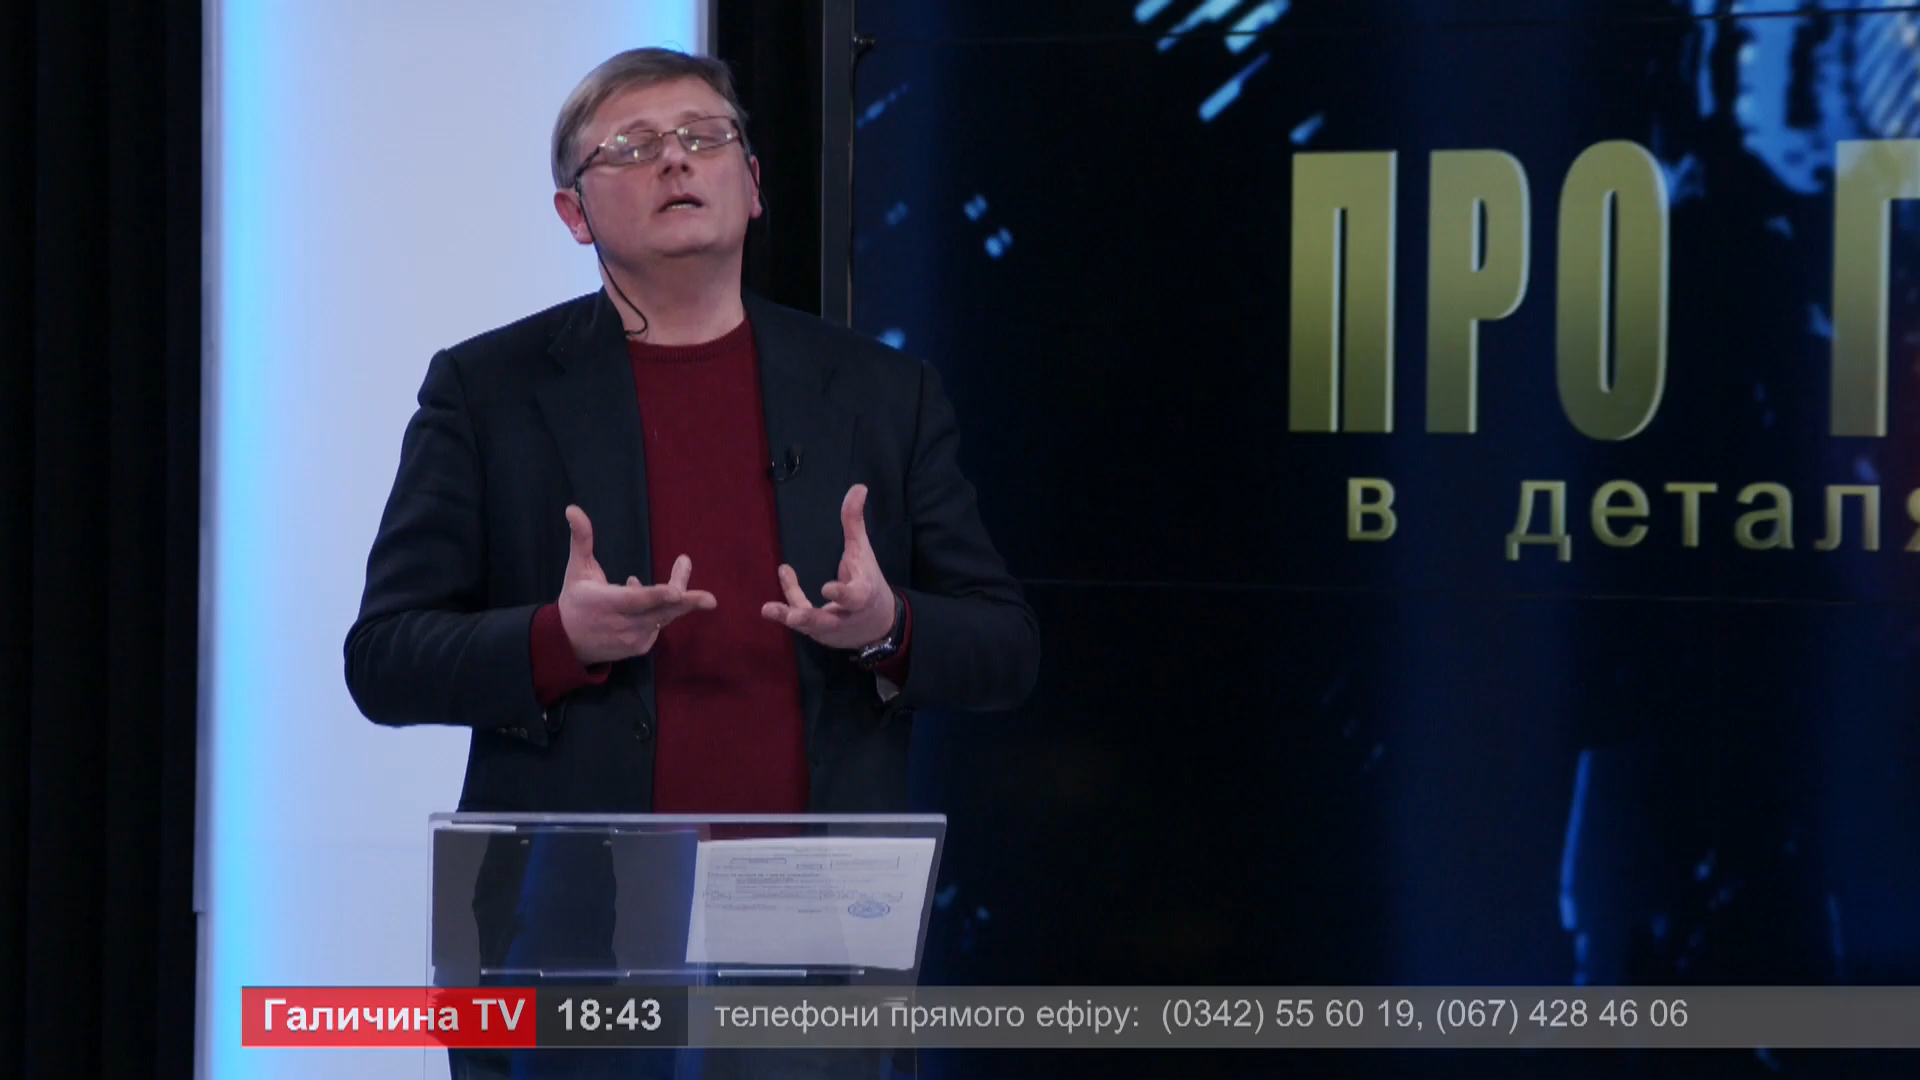 ПРО Г
в деталя
Галичина TV 18:43 телефони прямого ефіру: (0342) 55 60 19, (067) 428 46 06